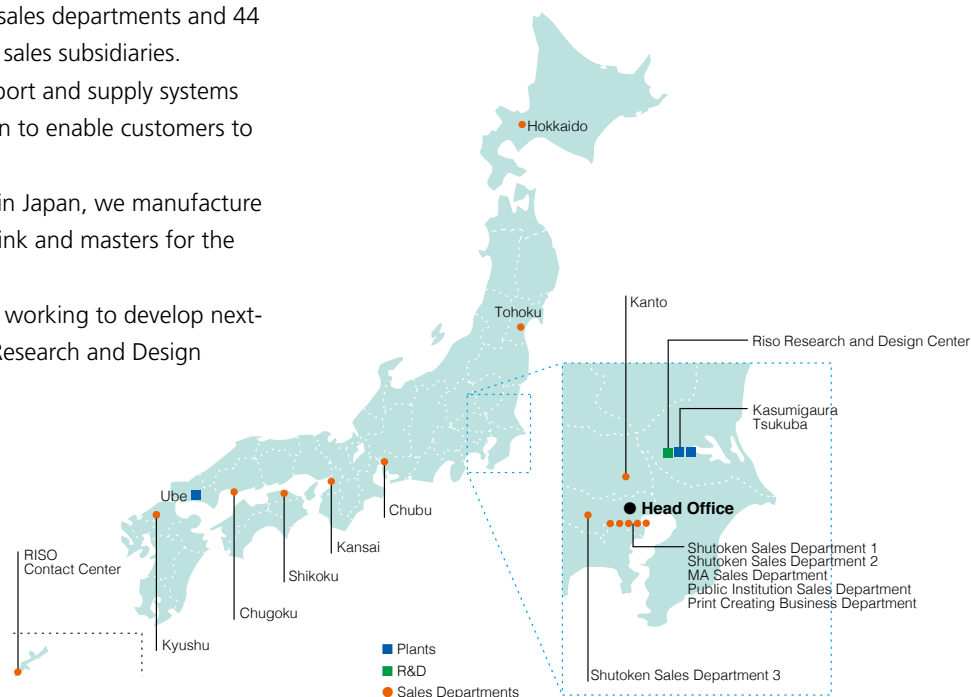 sales departments and 44
sales subsidiaries.
port and supply systems
n to enable customers to
in Japan, we manufacture
ink and masters for the
working to develop next-
Research and Design
Hokkaido
Tohoku
Kanto
Riso Research and Design Center
Kasumigaura
Tsukuba
Head Office
Shutoken Sales Department 1
Shutoken Sales Department 2
MA Sales Department
Public Institution Sales Department
Print Creating Business Department
Shutoken Sales Department 3
Ube
Chubu
Kansai
Shikoku
Chugoku
Kyushu
RISO
Contact Center
Plants
R&D
Sales Departments